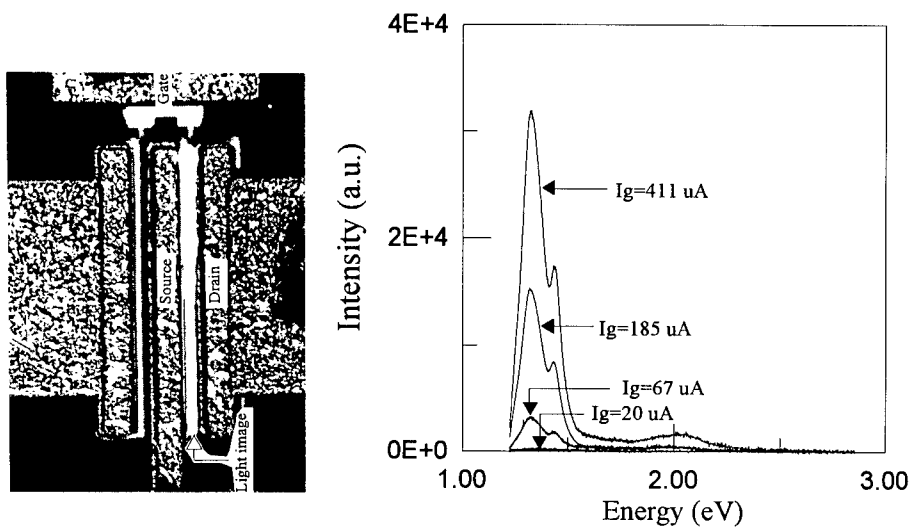 Gate
Source
Drain
Light image
4E+4
2E+4
0E+0
Intensity (a.u.)
Ig=411 uA
Ig=185 uA
Ig=67 uA
Ig=20 uA
1.00
2.00
3.00
Energy (eV)